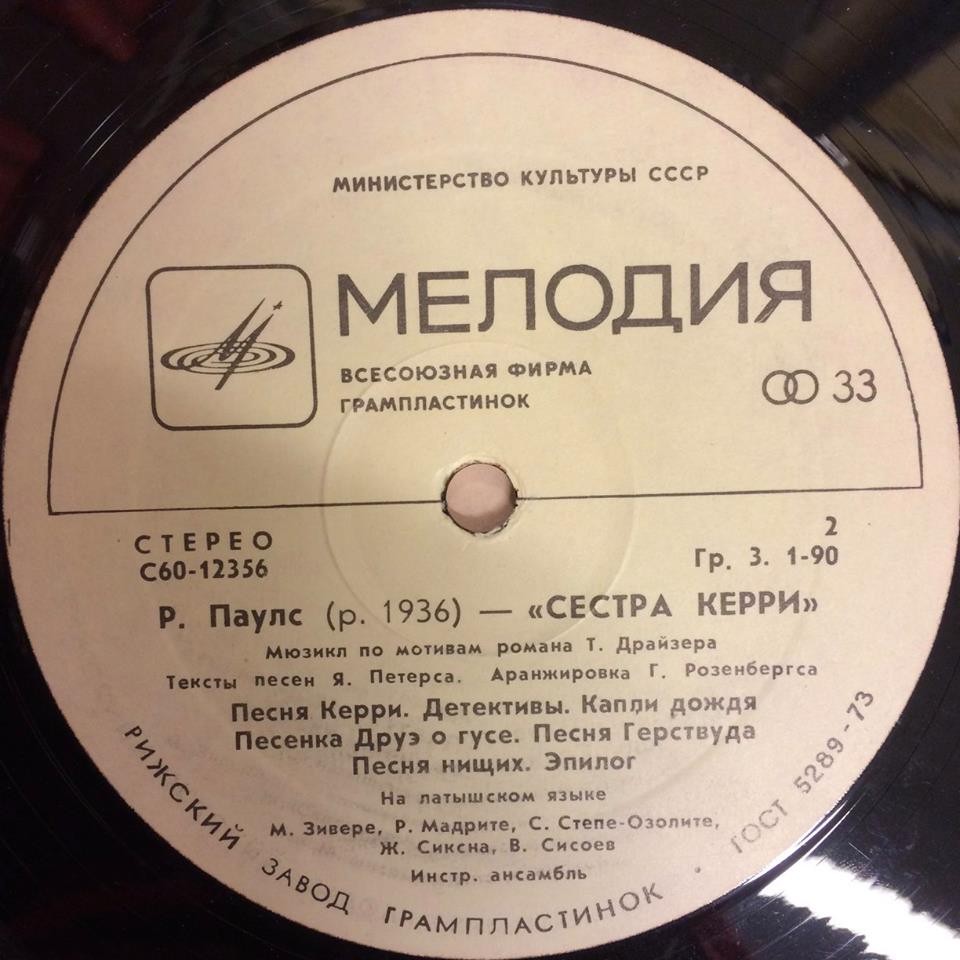 МИНИСТЕРСТВО КУЛЬТУРЫ СССР
МЕЛОДИЯ
ВСЕСОЮЗНАЯ ФИРМА
ГРАМПЛАСТИНОК
33
СТЕРЕО
С60-12356
2
Гр. 3. 1-90
Р. Паулс (р. 1936) — «СЕСТРА КЕРРИ»
Мюзикл по мотивам романа Т. Драйзера
Тексты песен Я. Петерса. Аранжировка Г. Розенбергса
Песня Керри. Детективы. Капли дождя
Песенка Друэ о гусе. Песня Герствуда
Песня нищих. Эпилог
На латышском языке
М. Зивере, Р. Мадрите, С. Степе-Озолите,
Ж. Сиксна, В. Сисоев
Инстр. ансамбль
РИЖСКИЙ ЗАВОД ГРАМПЛАСТИНОК · ГОСТ 5289-73